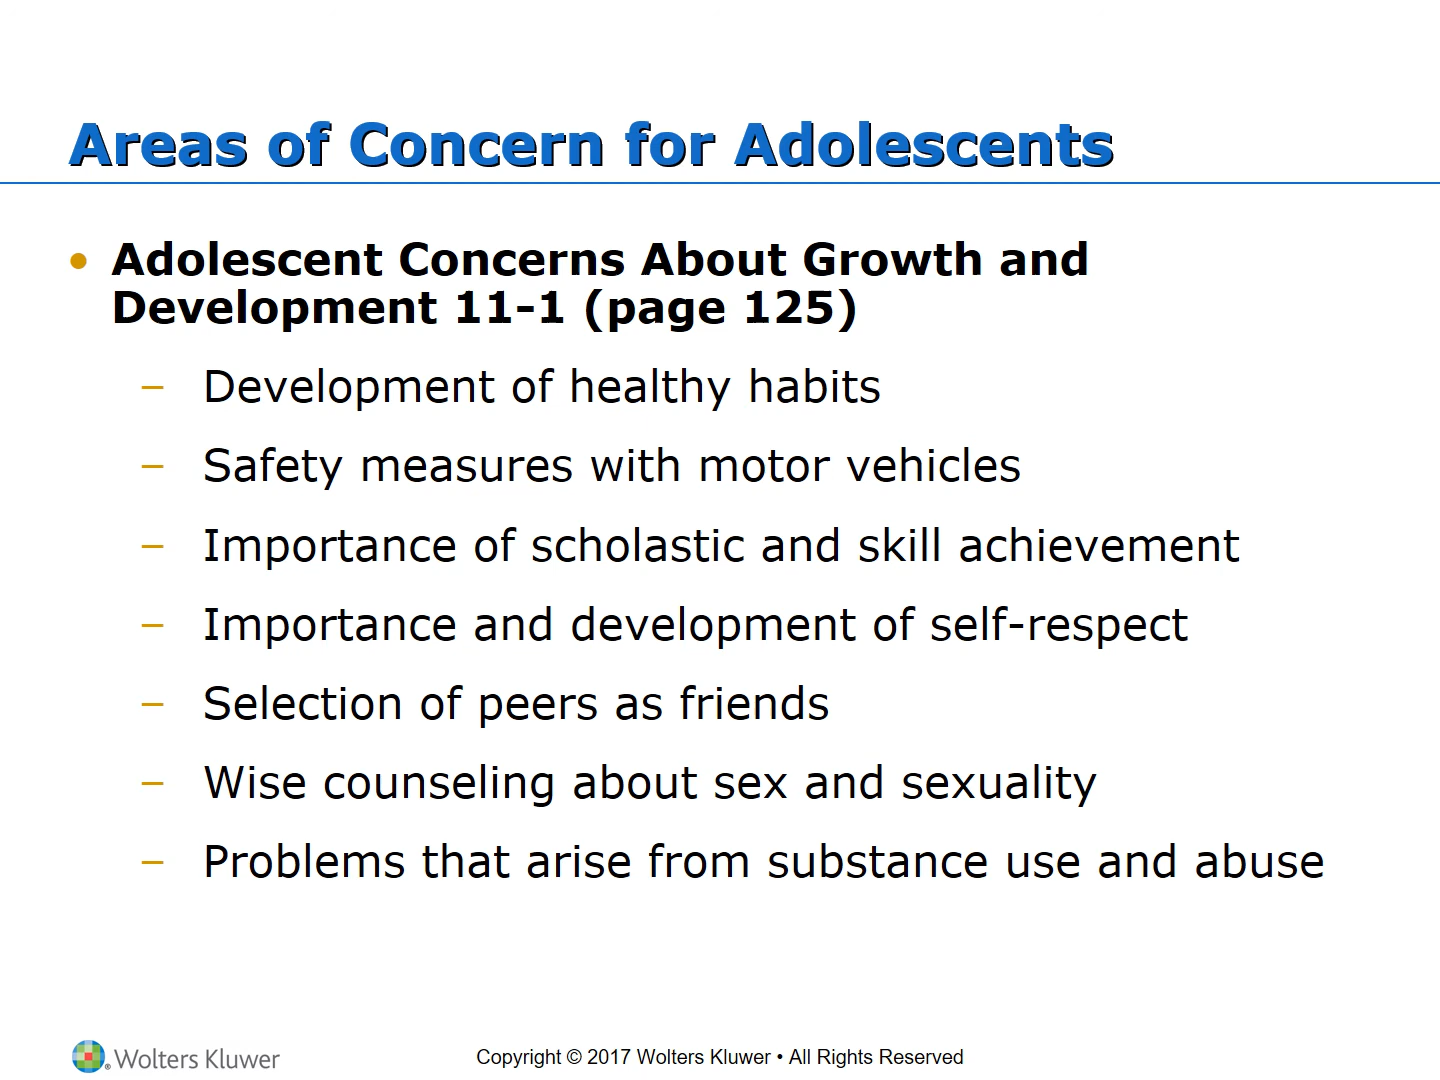 Areas of Concern for Adolescents
• Adolescent Concerns About Growth and
Development 11-1 (page 125)
– Development of healthy habits
– Safety measures with motor vehicles
– Importance of scholastic and skill achievement
– Importance and development of self-respect
– Selection of peers as friends
– Wise counseling about sex and sexuality
– Problems that arise from substance use and abuse
® Wolters Kluwer
Copyright © 2017 Wolters Kluwer • All Rights Reserved